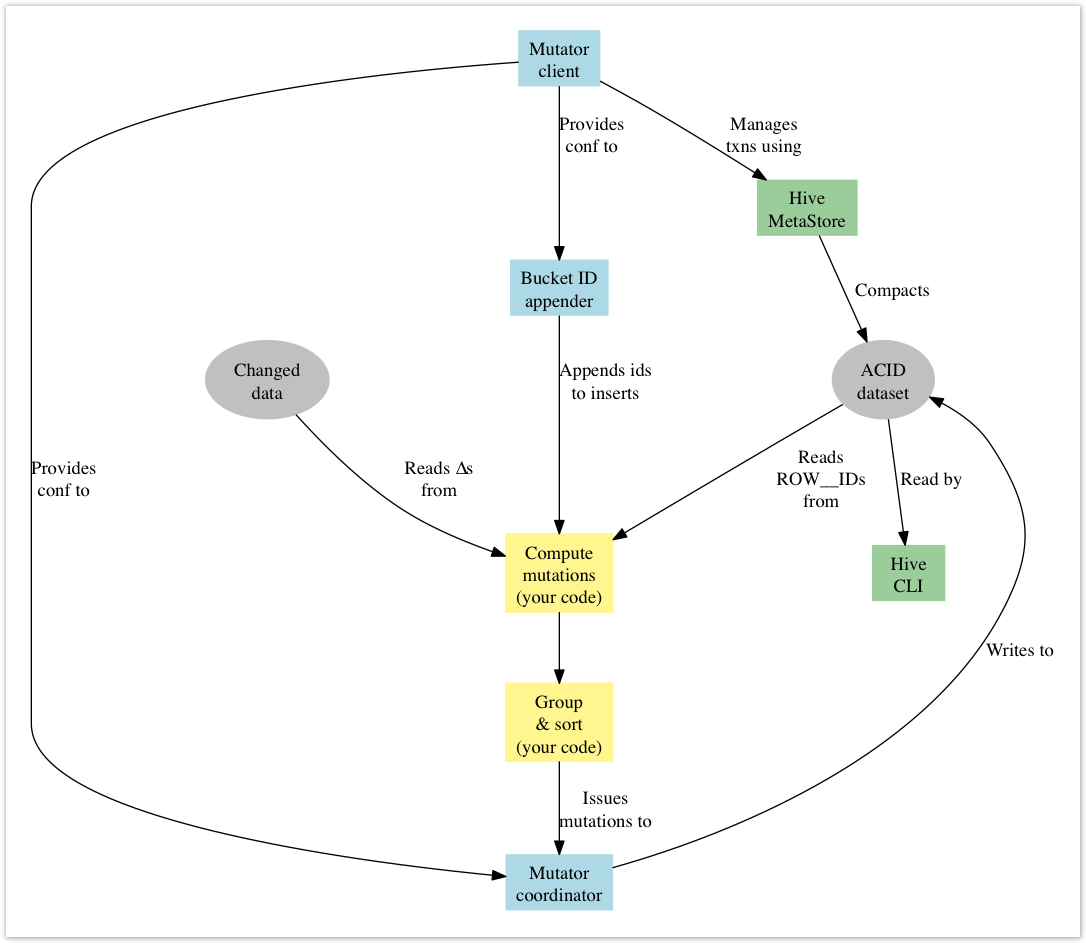 Mutator
client
Provides
conf to
Manages
txns using
Hive
MetaStore
Bucket ID
appender
Compacts
Changed
data
Appends ids
to inserts
ACID
dataset
Provides
conf to
Reads Δs
from
Reads
ROW__IDs
from
Read by
Compute
mutations
(your code)
Hive
CLI
Writes to
Group
& sort
(your code)
Issues
mutations to
Mutator
coordinator